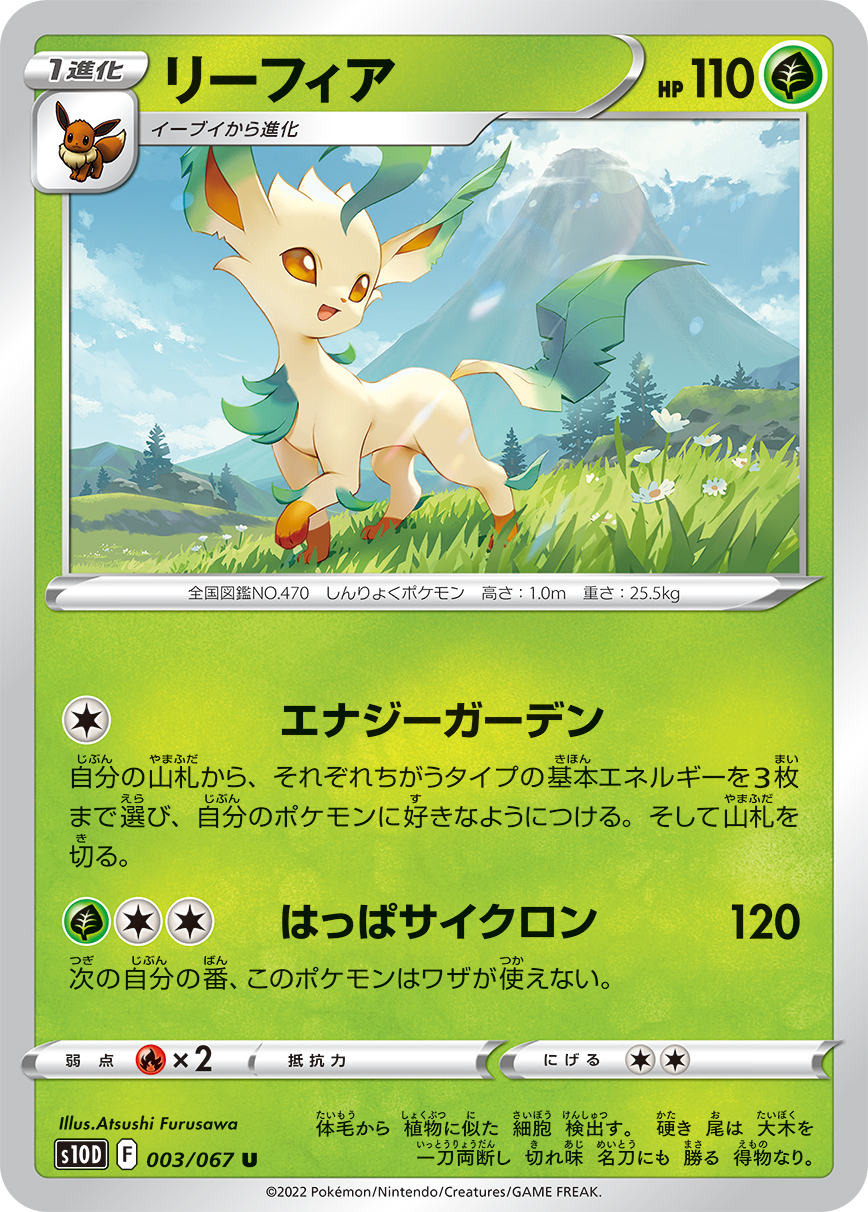 1進化
リーフィア
HP 110
イーブイから進化
全国図鑑NO.470 しんりょくポケモン 高さ：1.0m 重さ：25.5kg
エナジーガーデン
自分の山札から、それぞれちがうタイプの基本エネルギーを3枚
まで選び、自分のポケモンに好きなようにつける。そして山札を
切る。
はっぱサイクロン 120
次の自分の番、このポケモンはワザが使えない。
弱点 ×2 抵抗力 にげる
Illus.Atsushi Furusawa
体毛から 植物に似た 細胞 検出す。 硬き 尾は 大木を
一刀両断し 切れ味 名刀にも 勝る 得物なり。
s10D F 003/067 U
©2022 Pokémon/Nintendo/Creatures/GAME FREAK.